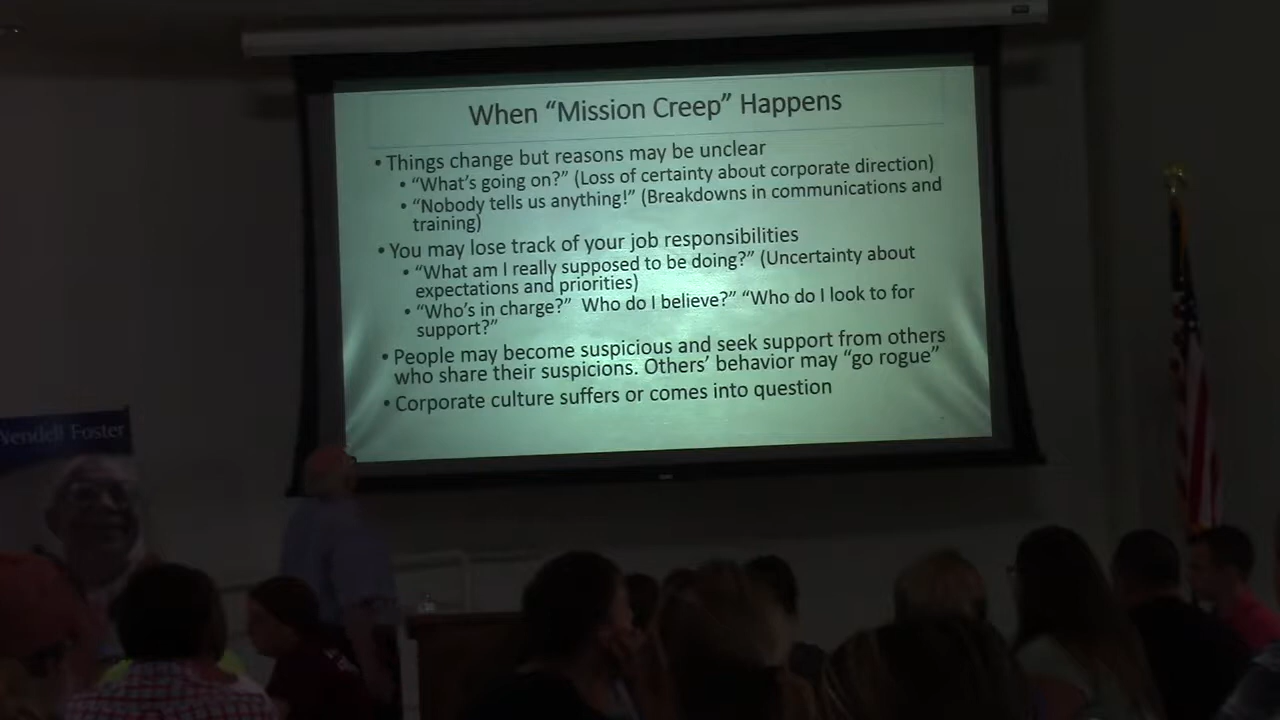 When “Mission Creep” Happens
• Things change but reasons may be unclear
• “What’s going on?” (Loss of certainty about corporate direction)
• “Nobody tells us anything!” (Breakdowns in communications and
training)
• You may lose track of your job responsibilities
• “What am I really supposed to be doing?” (Uncertainty about
expectations and priorities)
• “Who’s in charge?”  Who do I believe?” “Who do I look to for
support?”
• People may become suspicious and seek support from others
who share their suspicions. Others’ behavior may “go rogue”
• Corporate culture suffers or comes into question
Wendell Foster